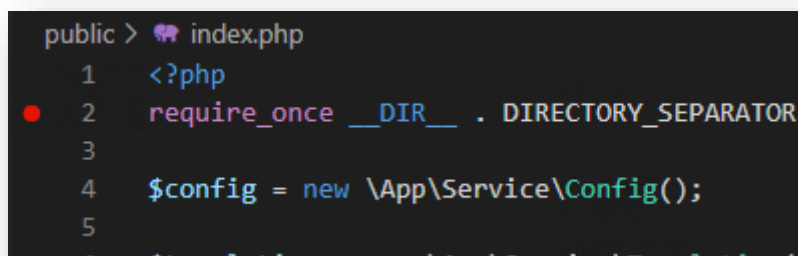 public > index.php
1 <?php
2 require_once __DIR__ . DIRECTORY_SEPARATOR
3
4 $config = new \App\Service\Config();
5